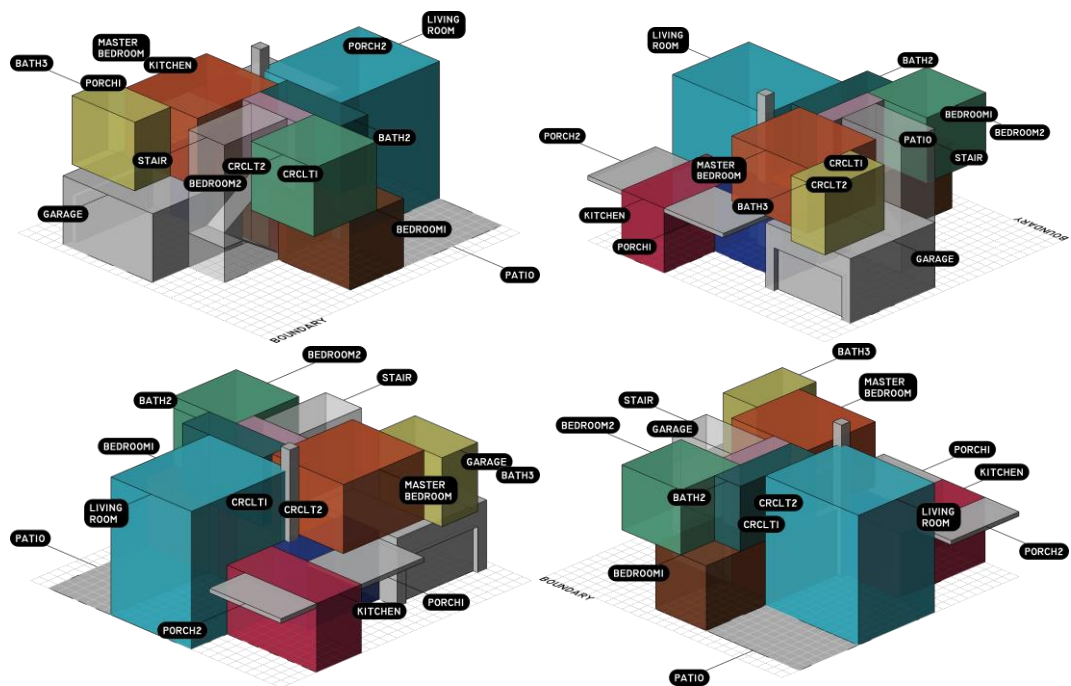 LIVING
ROOM
PORCH2
MASTER
BEDROOM
KITCHEN
BATH3
PORCH1
BATH2
STAIR
CRCLT2
CRCLT1
BEDROOM2
GARAGE
BEDROOM1
PATIO
BOUNDARY
LIVING
ROOM
BATH2
BEDROOM1
BEDROOM2
PORCH2
PATIO
STAIR
CRCLT1
MASTER
BEDROOM
CRCLT2
BATH3
KITCHEN
PORCH1
BOUNDARY
GARAGE
BEDROOM2
STAIR
BATH2
BEDROOM1
GARAGE
BATH3
MASTER
BEDROOM
CRCLT1
CRCLT2
LIVING
ROOM
PATIO
PORCH1
KITCHEN
PORCH2
BATH3
MASTER
BEDROOM
STAIR
GARAGE
BEDROOM2
PORCH1
KITCHEN
BATH2
CRCLT2
CRCLT1
LIVING
ROOM
PORCH2
BEDROOM1
BOUNDARY
PATIO